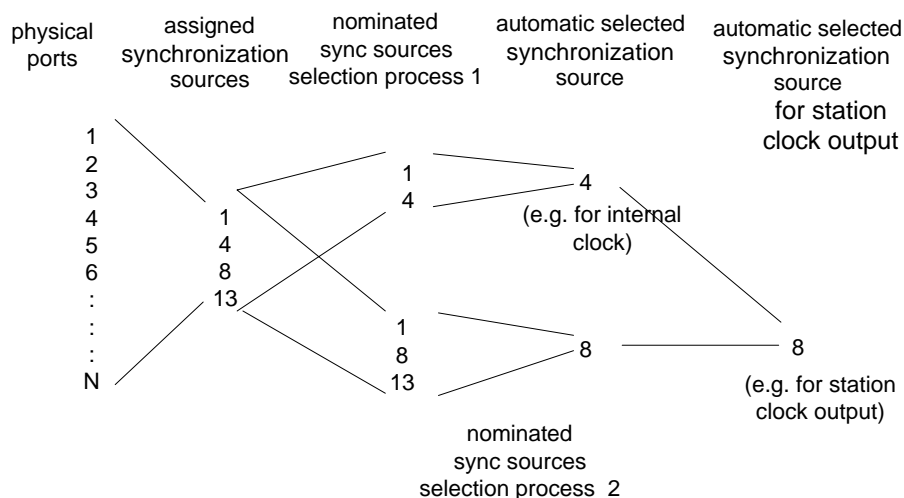 physical
ports
assigned
synchronization
sources
nominated
sync sources
selection process 1
automatic selected
synchronization
source
automatic selected
synchronization
source
for station
clock output
1
2
3
4
5
6
:
:
:
N
1
4
8
13
1
4
4
(e.g. for internal
clock)
1
8
13
8
8
(e.g. for station
clock output)
nominated
sync sources
selection process 2